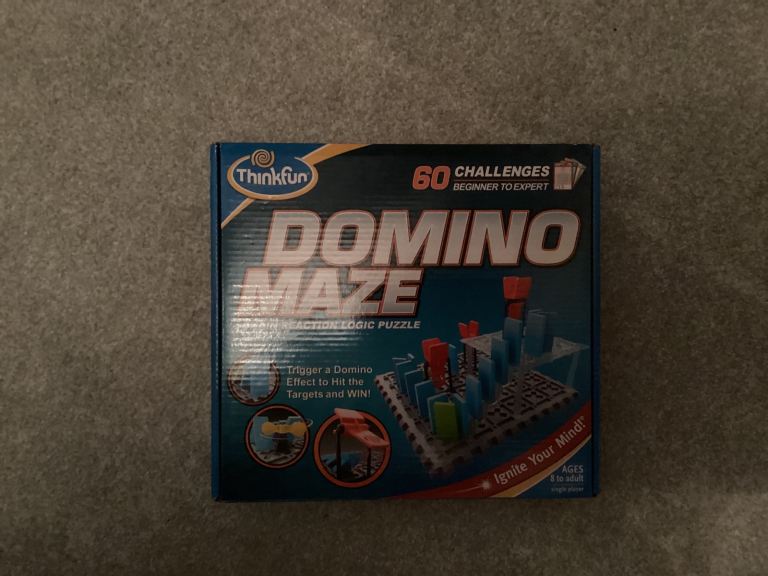 ThinkFun®
60 CHALLENGES
BEGINNER TO EXPERT
DOMINO
MAZE
REACTION LOGIC PUZZLE
Trigger a Domino
Effect to Hit the
Targets and WIN!
Ignite Your Mind!®
AGES
8 to adult
single player